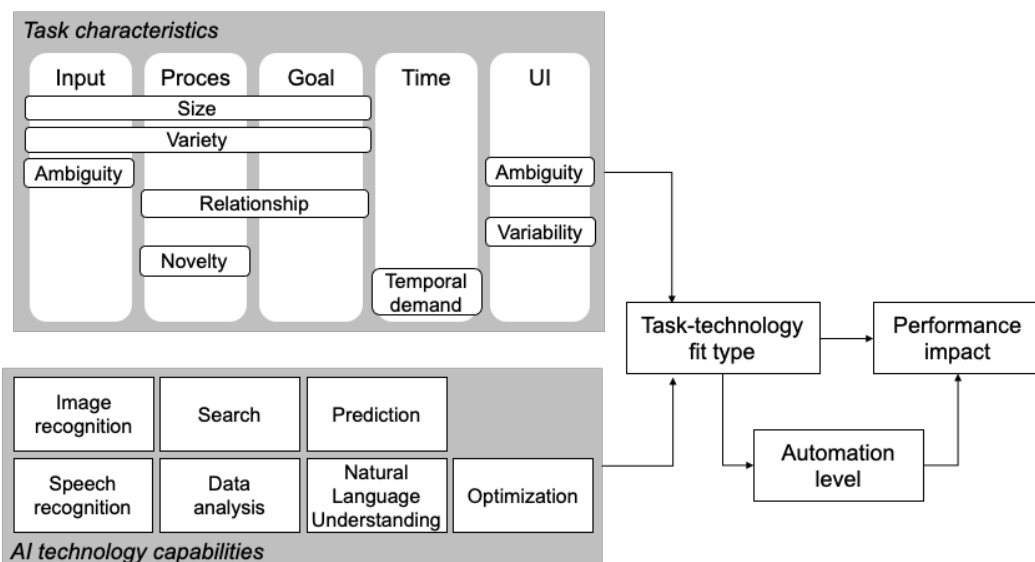 Task characteristics
Input Proces Goal Time UI
Size
Variety
Ambiguity
Ambiguity
Relationship
Variability
Novelty
Temporal
demand
Task-technology
fit type
Performance
impact
Automation
level
Image
recognition
Search
Prediction
Speech
recognition
Data
analysis
Natural
Language
Understanding
Optimization
AI technology capabilities